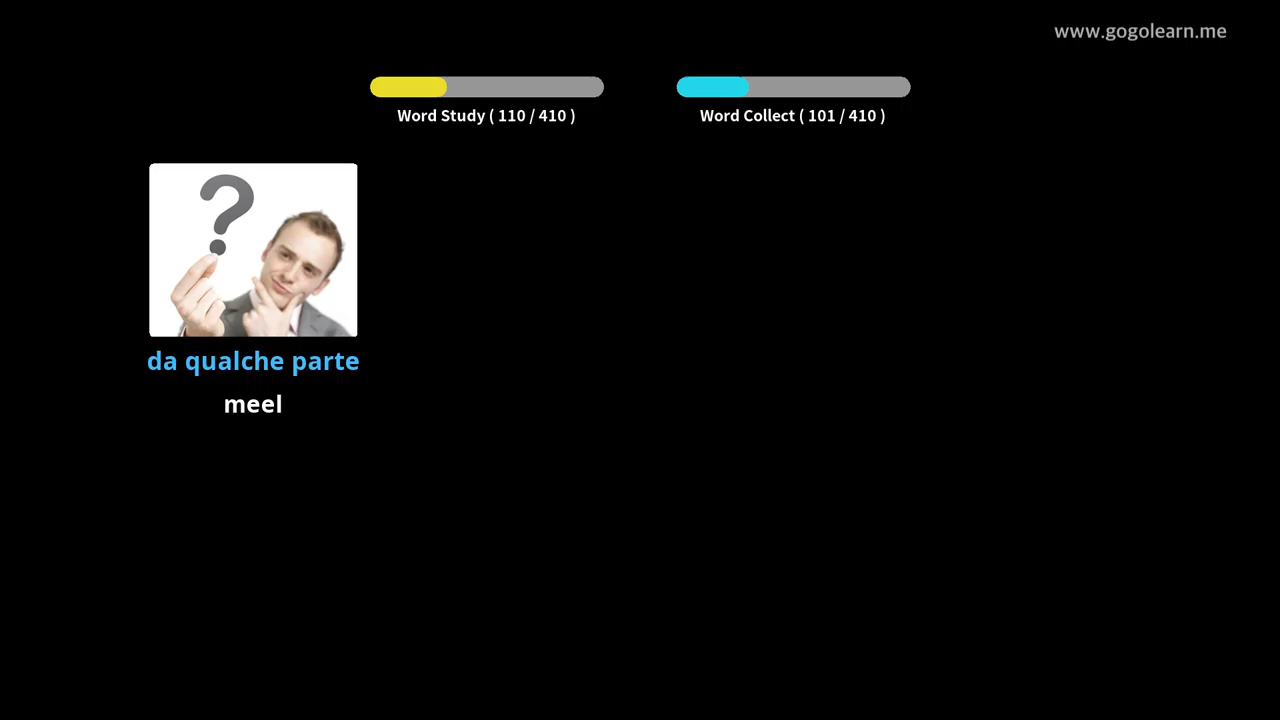 www.gogolearn.me
Word Study ( 110 / 410 )
Word Collect ( 101 / 410 )
?
da qualche parte
meel